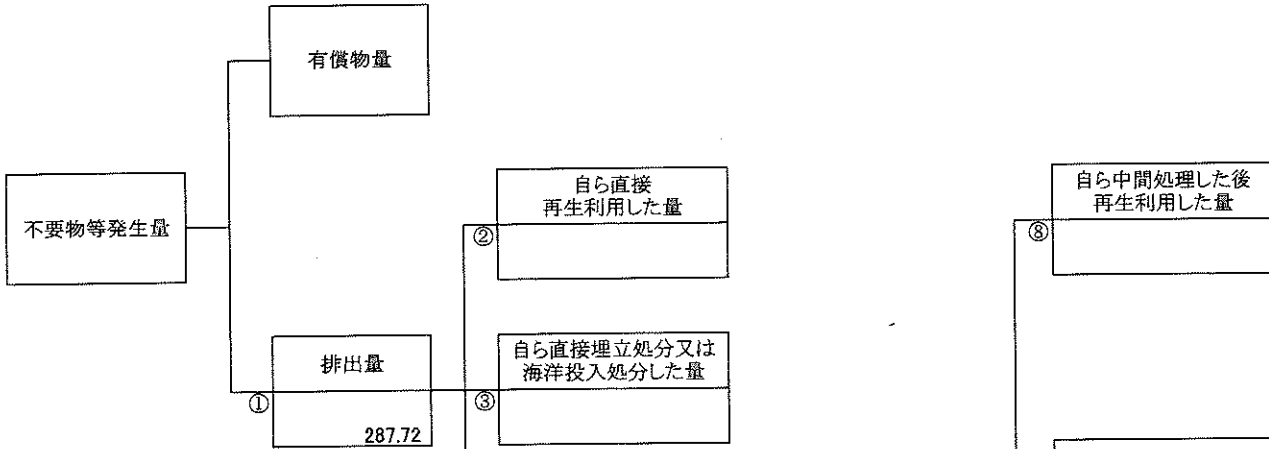 有償物量
不要物等発生量
自ら直接
再生利用した量
②
自ら中間処理した後
再生利用した量
⑧
排出量
①
287.72
自ら直接埋立処分又は
海洋投入処分した量
③